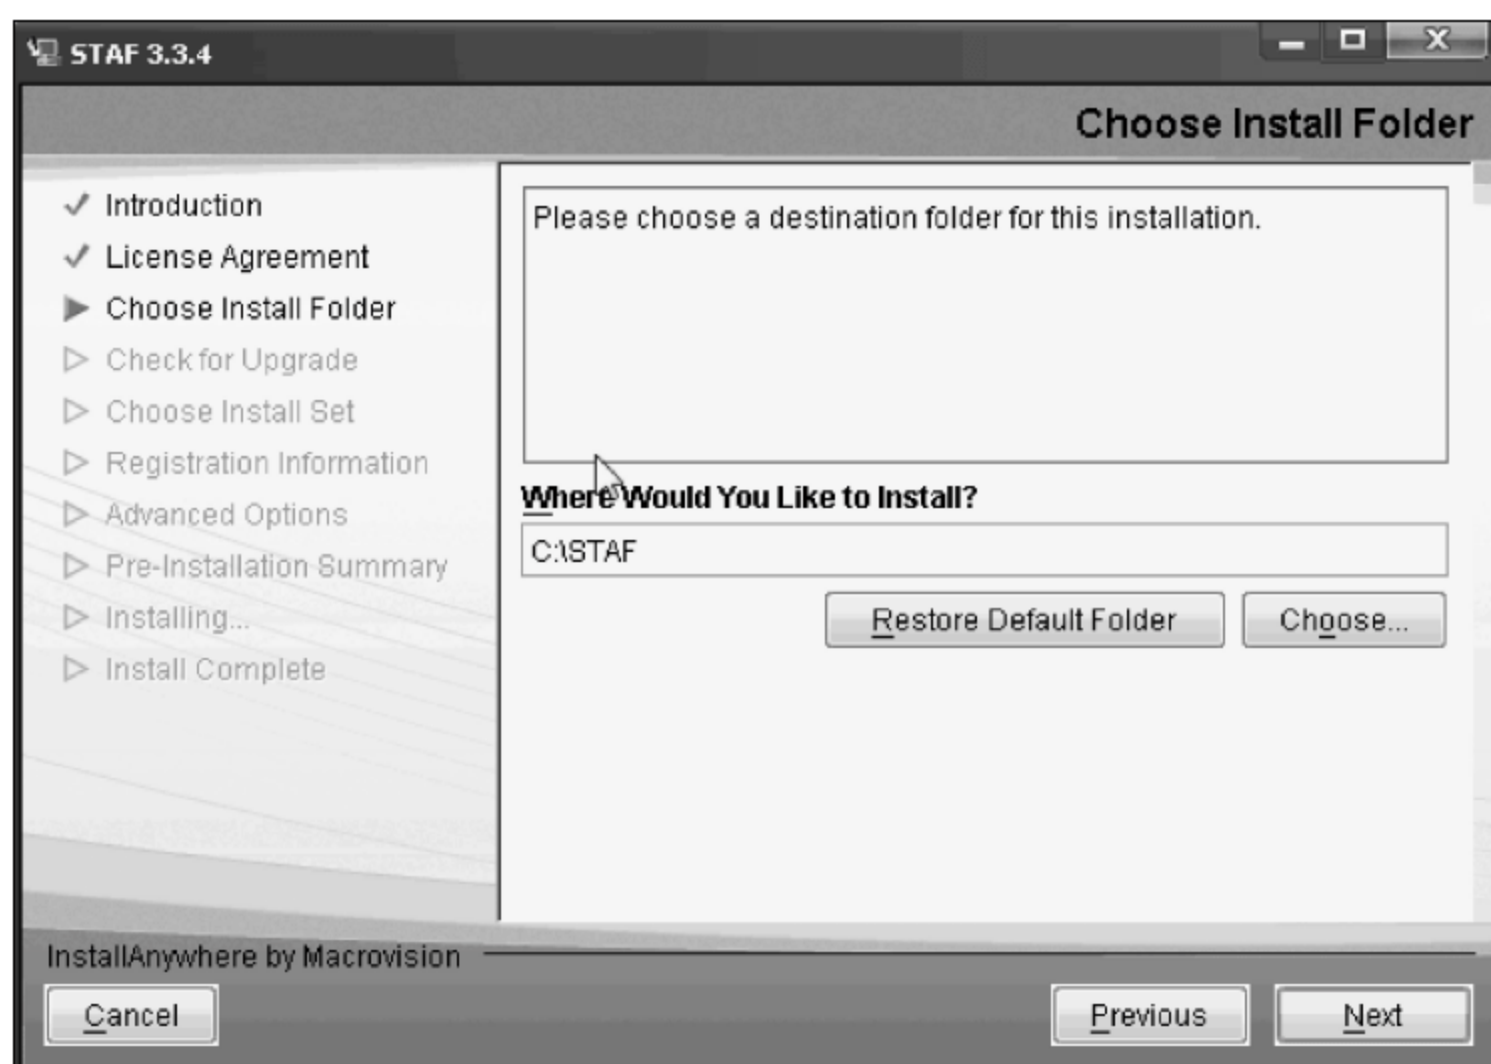 STAF 3.3.4
Choose Install Folder
Introduction
License Agreement
Choose Install Folder
Check for Upgrade
Choose Install Set
Registration Information
Advanced Options
Pre-Installation Summary
Installing...
Install Complete
Please choose a destination folder for this installation.
Where Would You Like to Install?
C:\STAF
Restore Default Folder
Choose...
InstallAnywhere by Macrovision
Cancel
Previous
Next